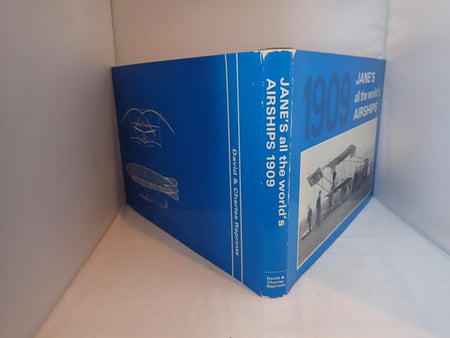 David & Charles Reprints
JANE'S all the world's
AIRSHIPS 1909
David &
Charles
Reprints
1909
JANE'S
all the world's
AIRSHIPS